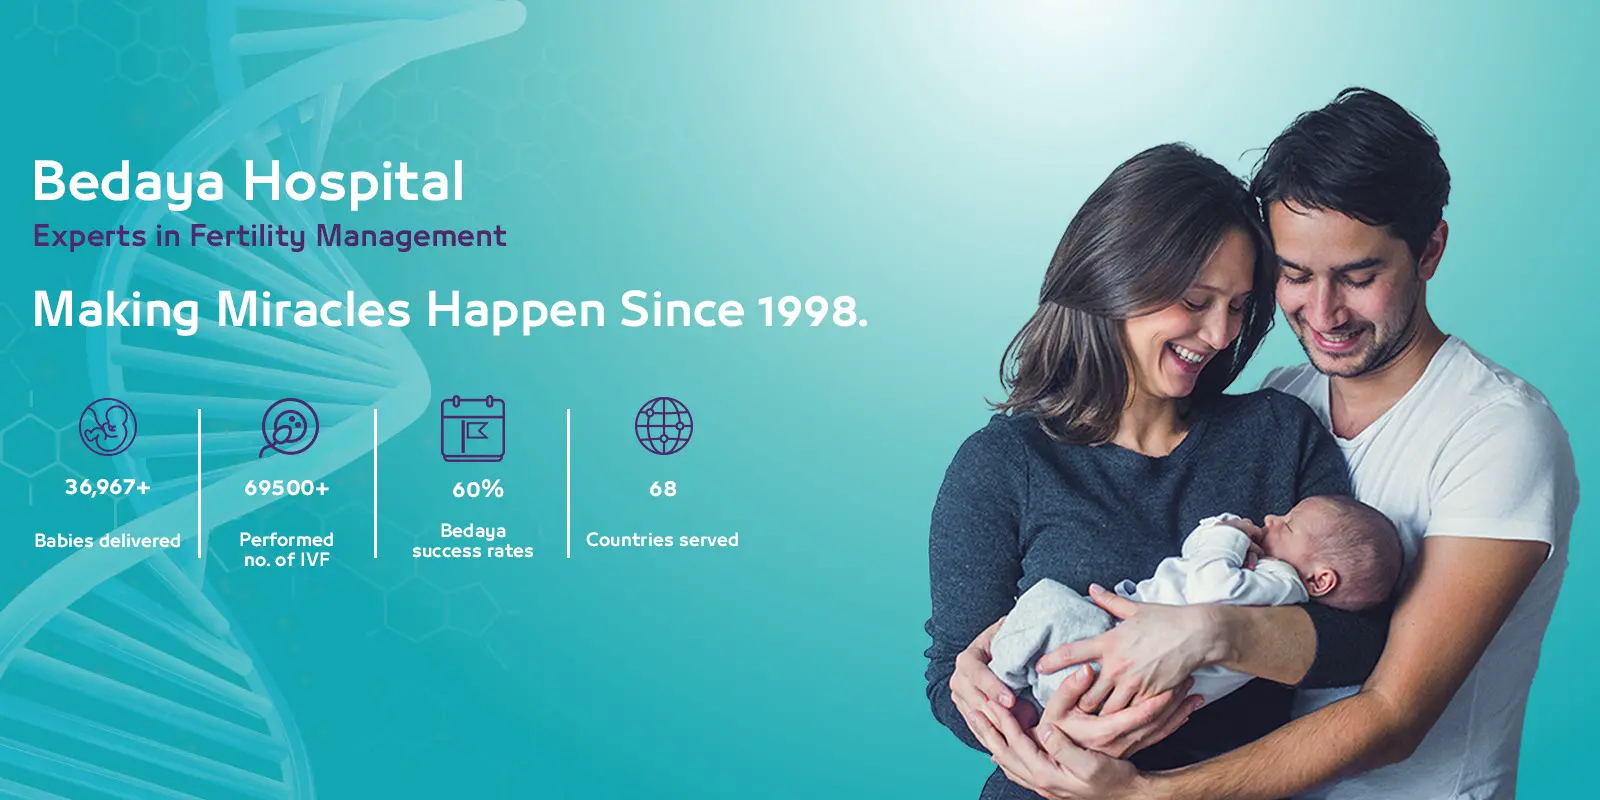 Bedaya Hospital
Experts in Fertility Management
Making Miracles Happen Since 1998.
36,967+
Babies delivered
69500+
Performed
no. of IVF
60%
Bedaya
success rates
68
Countries served